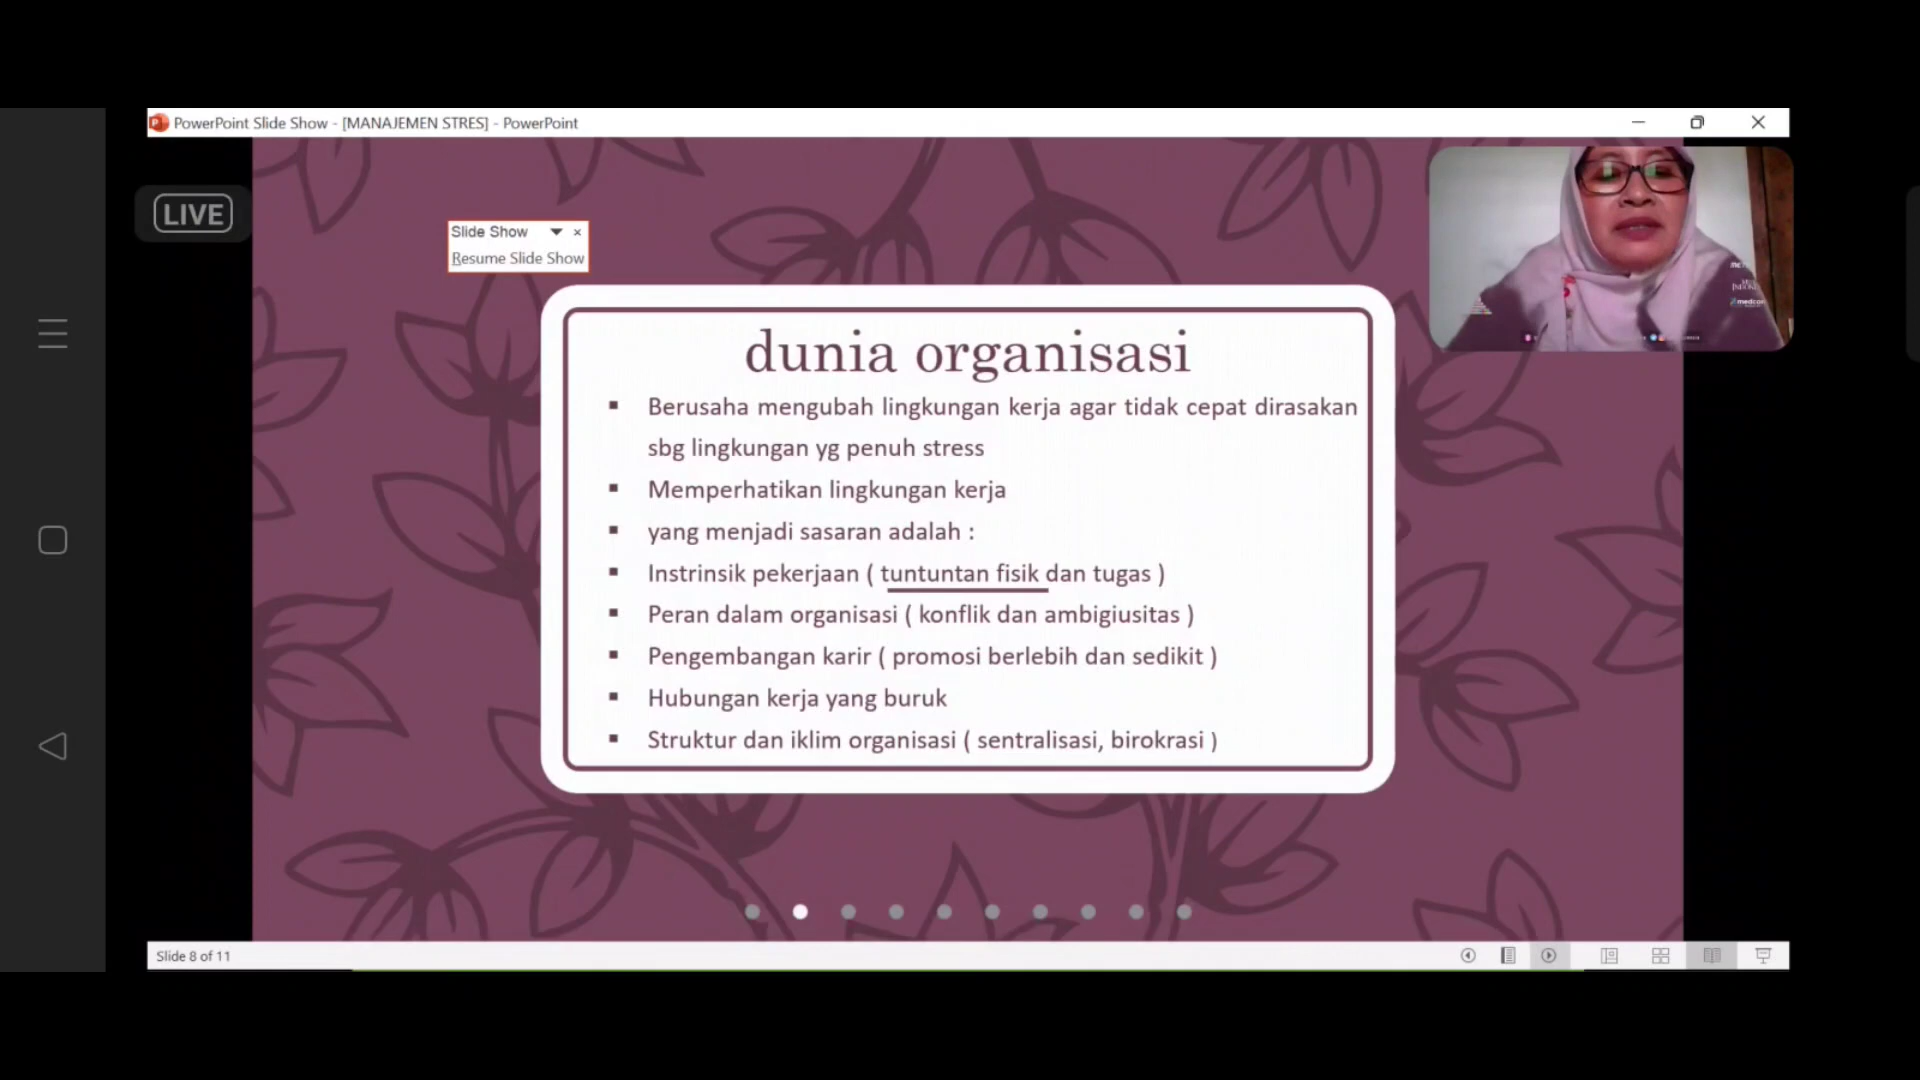 PowerPoint Slide Show - [MANAJEMEN STRES] - PowerPoint
LIVE
Slide Show
Resume Slide Show
dunia organisasi
▪ Berusaha mengubah lingkungan kerja agar tidak cepat dirasakan
sbg lingkungan yg penuh stress
▪ Memperhatikan lingkungan kerja
▪ yang menjadi sasaran adalah :
▪ Instrinsik pekerjaan ( tuntuntan fisik dan tugas )
▪ Peran dalam organisasi ( konflik dan ambigiusitas )
▪ Pengembangan karir ( promosi berlebih dan sedikit )
▪ Hubungan kerja yang buruk
▪ Struktur dan iklim organisasi ( sentralisasi, birokrasi )
Slide 8 of 11